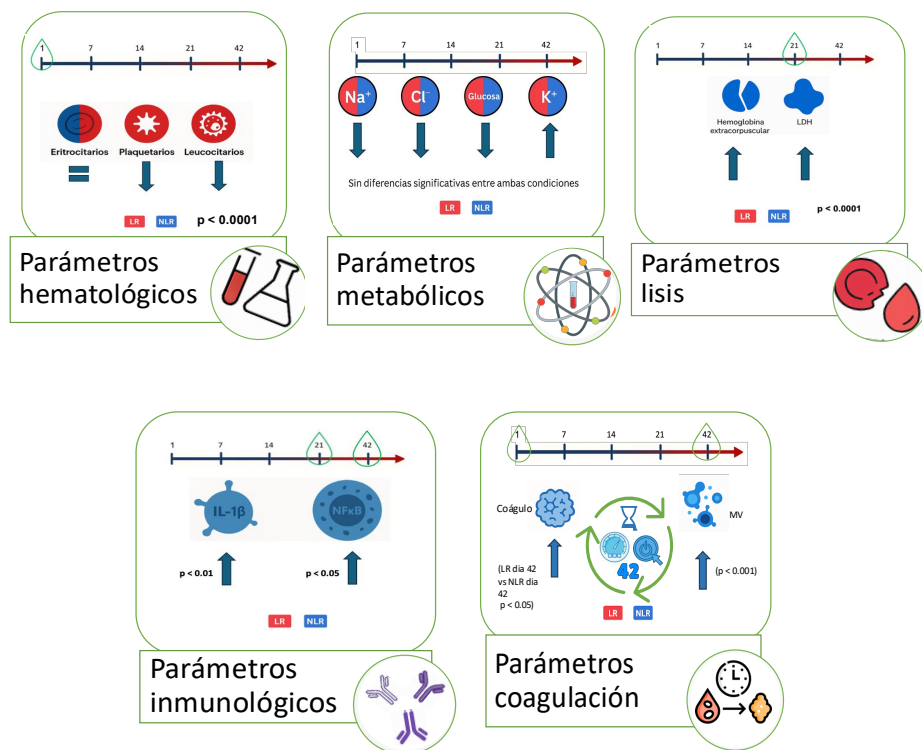 1 7 14 21 42
Eritrocitarios Plaquetarios Leucocitarios
=
LR NLR p < 0.0001
Parámetros
hematológicos
1 7 14 21 42
Na⁺ Cl⁻ Glucosa K⁺
Sin diferencias significativas entre ambas condiciones
LR NLR
Parámetros
metabólicos
1 7 14 21 42
Hemoglobina
extracorpuscular
LDH
LR NLR p < 0.0001
Parámetros
lisis
1 7 14 21 42
IL-1β NFκB
p < 0.01 p < 0.05
LR NLR
Parámetros
inmunológicos
1 7 14 21 42
Coágulo
MV
42
(LR dia 42
vs NLR dia
42
p < 0.05)
(p < 0.001)
LR NLR
Parámetros
coagulación